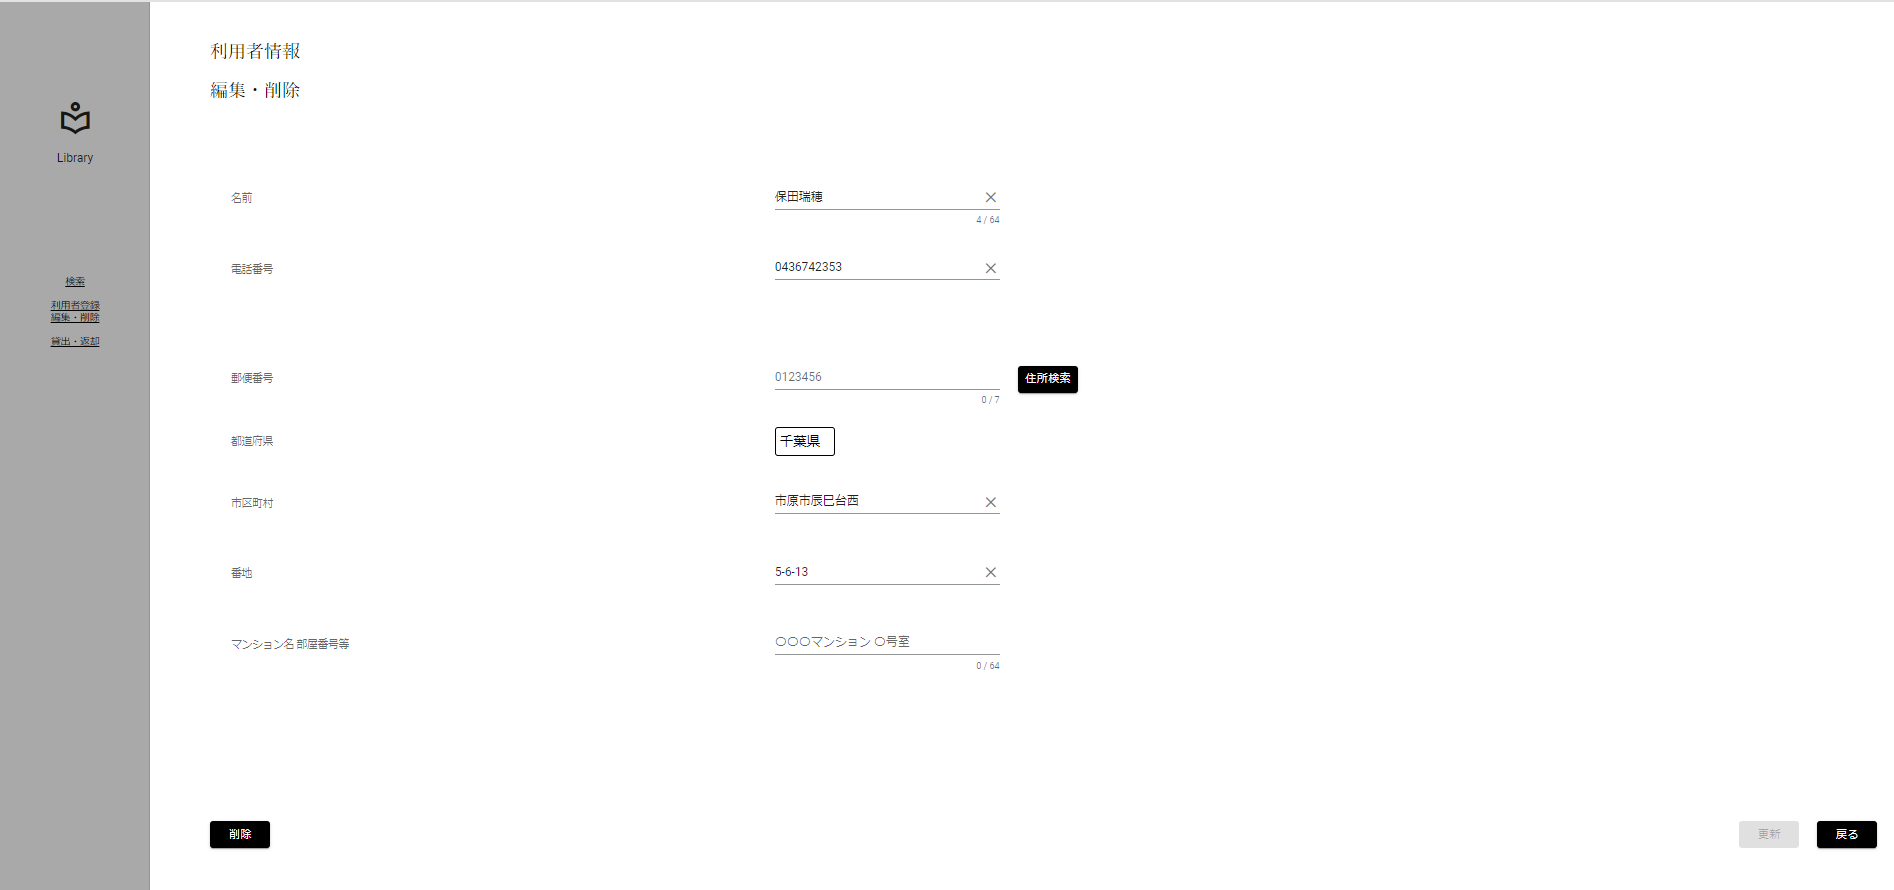 利用者情報
編集・削除
Library
検索
利用者登録
編集・削除
貸出・返却
名前
保田瑞穂
4 / 64
電話番号
0436742353
郵便番号
0123456
住所検索
0 / 7
都道府県
千葉県
市区町村
市原市辰巳台西
番地
5-6-13
マンション名 部屋番号等
〇〇〇マンション 〇号室
0 / 64
削除
更新
戻る